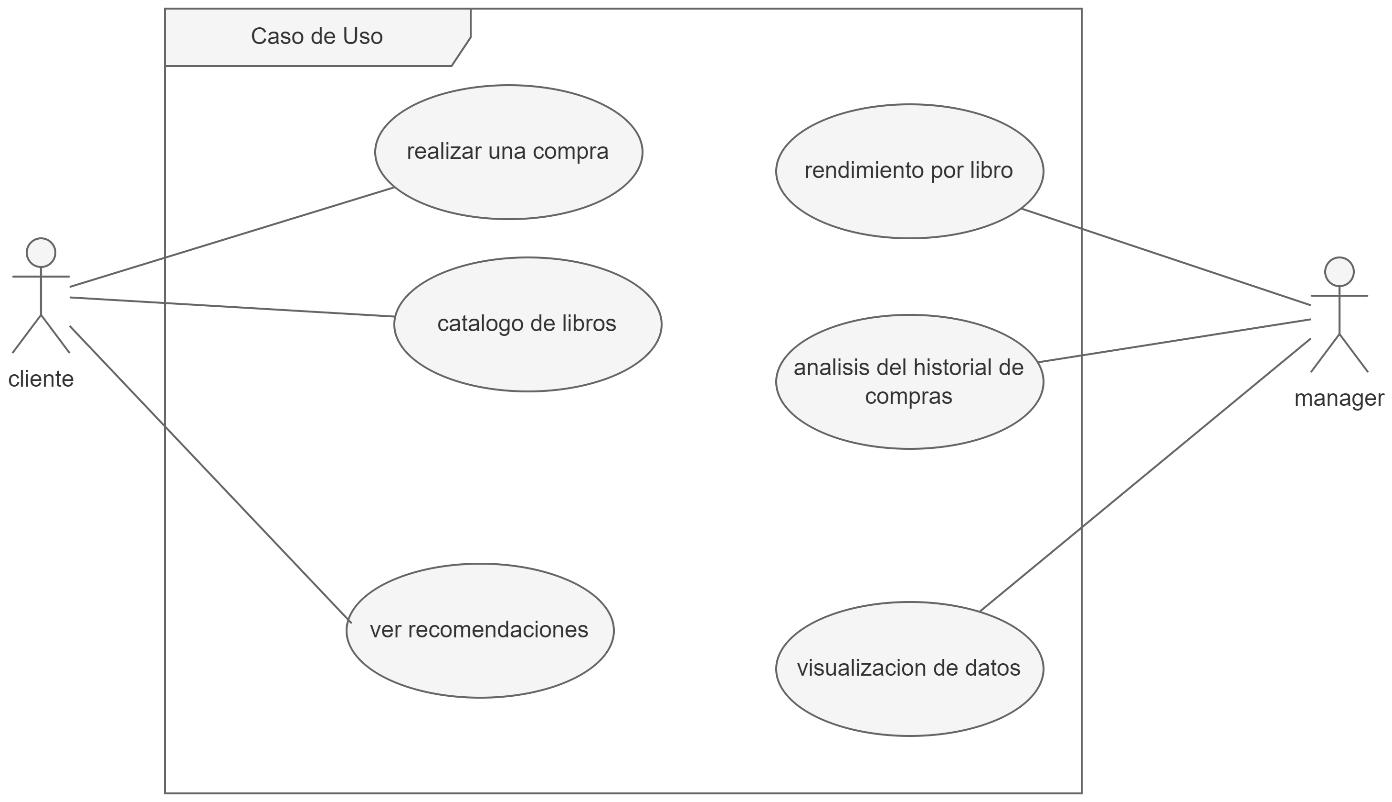 Caso de Uso
realizar una compra
rendimiento por libro
catalogo de libros
analisis del historial de
compras
cliente
manager
ver recomendaciones
visualizacion de datos